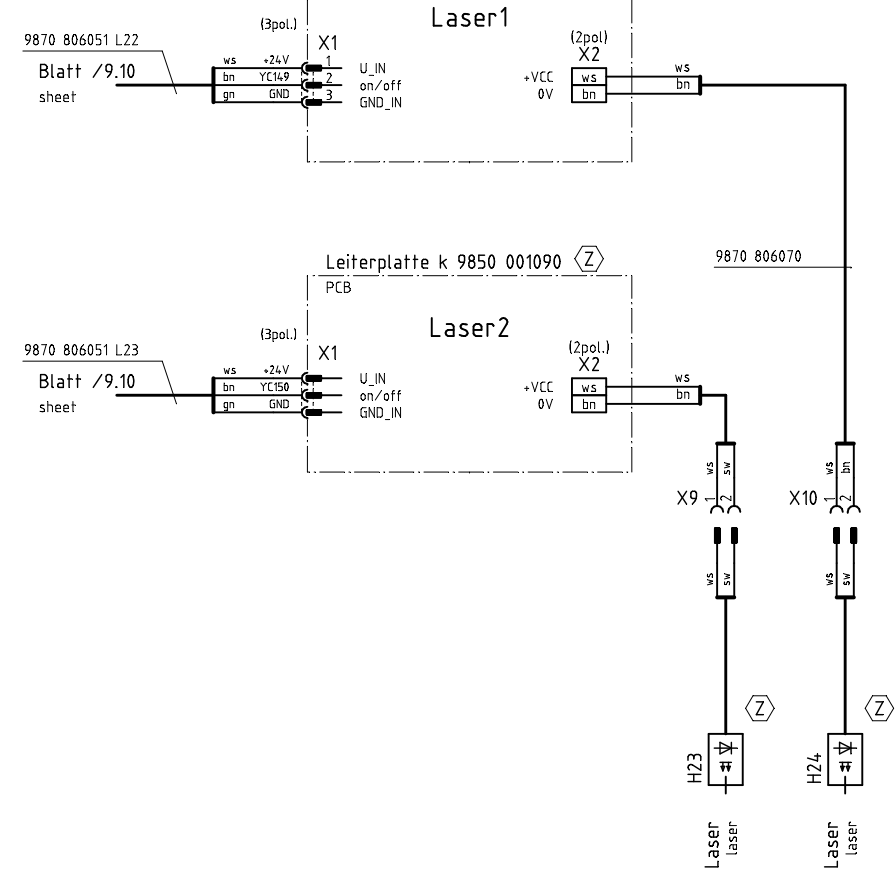 Laser1
(3pol.)
9870 806051 L22
X1
(2pol)
X2
Blatt /9.10
sheet
ws +24V 1 U_IN
bn YC149 2 on/off
gn GND 3 GND_IN
+VCC ws ws
0V bn bn
9870 806070
Leiterplatte k 9850 001090 Z
PCB
Laser2
(3pol.)
9870 806051 L23
X1
(2pol.)
X2
Blatt /9.10
sheet
ws +24V U_IN
bn YC150 on/off
gn GND GND_IN
+VCC ws ws
0V bn bn
ws sw
ws bn
X9 1 2
X10 1 2
ws sw
ws sw
Z
Z
H23
H24
Laser
laser
Laser
laser